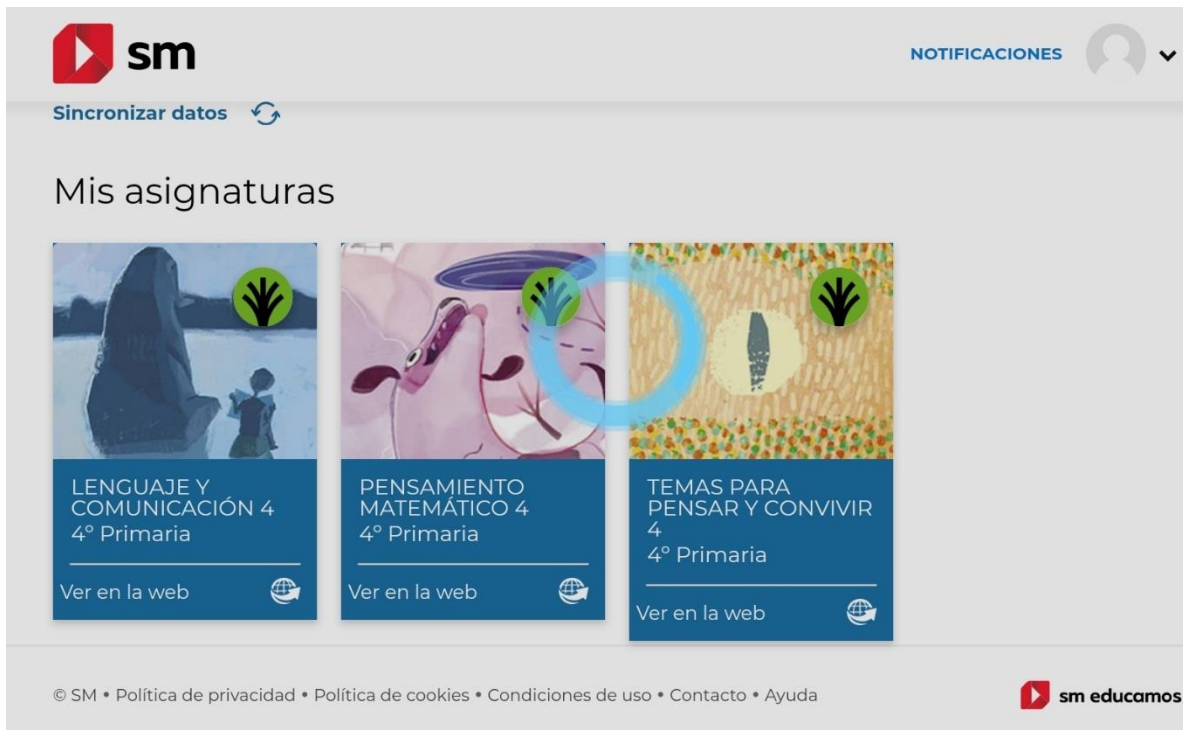 sm
NOTIFICACIONES
Sincronizar datos
Mis asignaturas
LENGUAJE Y
COMUNICACIÓN 4
4º Primaria
Ver en la web
PENSAMIENTO
MATEMÁTICO 4
4º Primaria
Ver en la web
TEMAS PARA
PENSAR Y CONVIVIR
4
4º Primaria
Ver en la web
© SM • Política de privacidad • Política de cookies • Condiciones de uso • Contacto • Ayuda
sm educamos